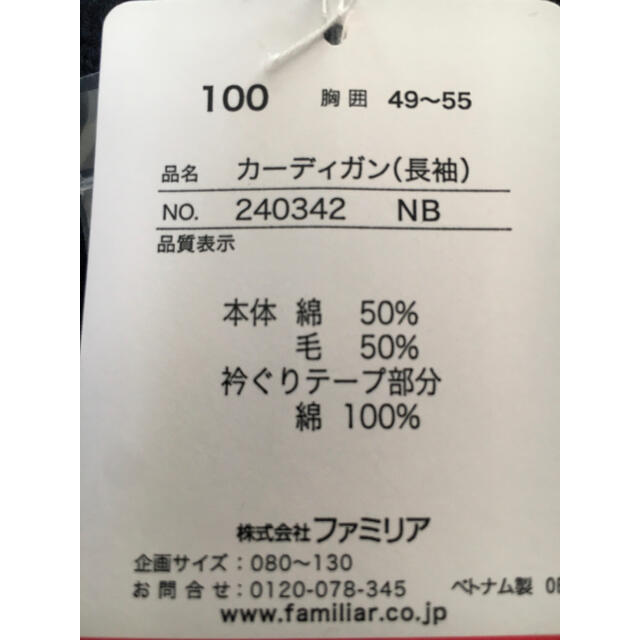 100 胸囲 49〜55
品名 カーディガン(長袖)
NO. 240342 NB
品質表示
本体 綿 50%
毛 50%
衿ぐりテープ部分
綿 100%
株式会社ファミリア
企画サイズ:080〜130
お問合せ:0120-078-345 ベトナム製
www.familiar.co.jp